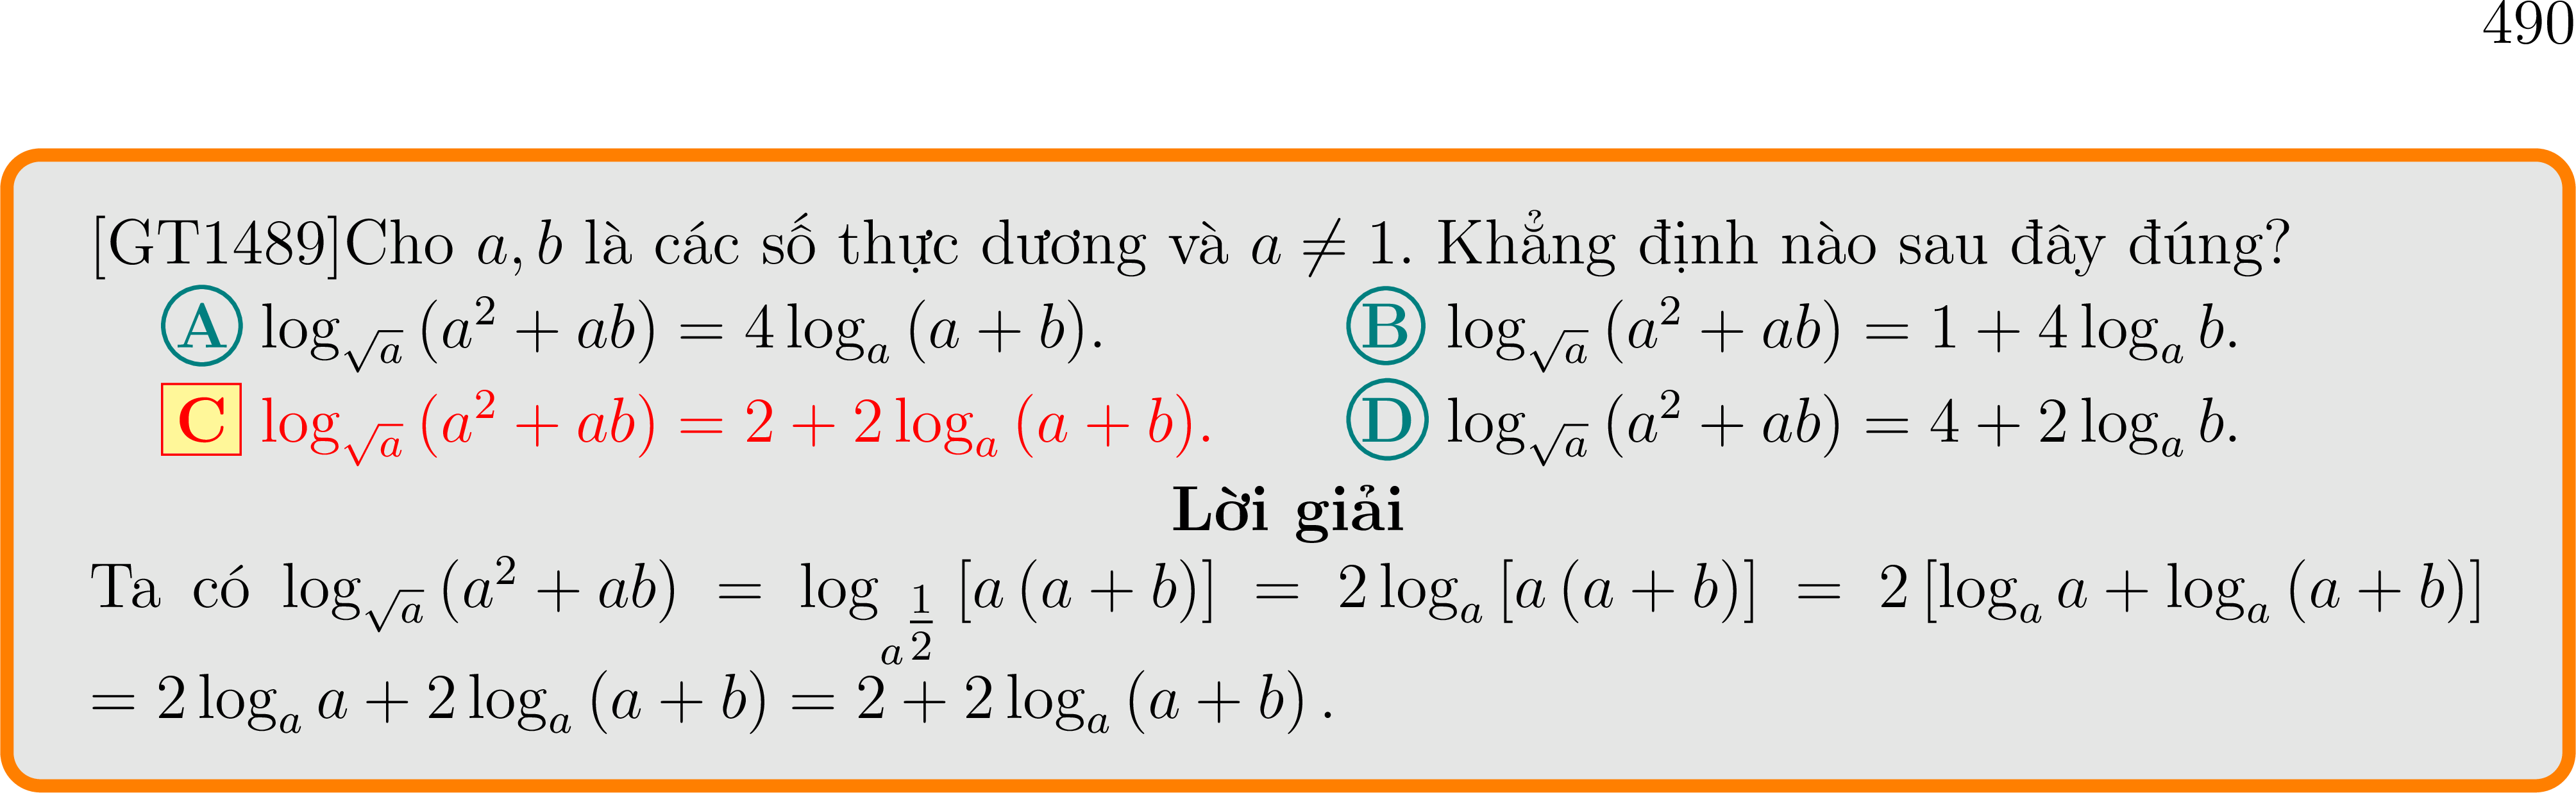 490
[GT1489]Cho $a, b$ là các số thực dương và $a \neq 1$. Khẳng định nào sau đây đúng?
A $\log_{\sqrt{a}}(a^2 + ab) = 4\log_a(a + b)$. B $\log_{\sqrt{a}}(a^2 + ab) = 1 + 4\log_a b$.
C $\log_{\sqrt{a}}(a^2 + ab) = 2 + 2\log_a(a + b)$. D $\log_{\sqrt{a}}(a^2 + ab) = 4 + 2\log_a b$.
Lời giải
Ta có $\log_{\sqrt{a}}(a^2 + ab) = \log_{a^{\frac{1}{2}}}[a(a + b)] = 2\log_a[a(a + b)] = 2[\log_a a + \log_a(a + b)]$
$= 2\log_a a + 2\log_a(a + b) = 2 + 2\log_a(a + b)$.